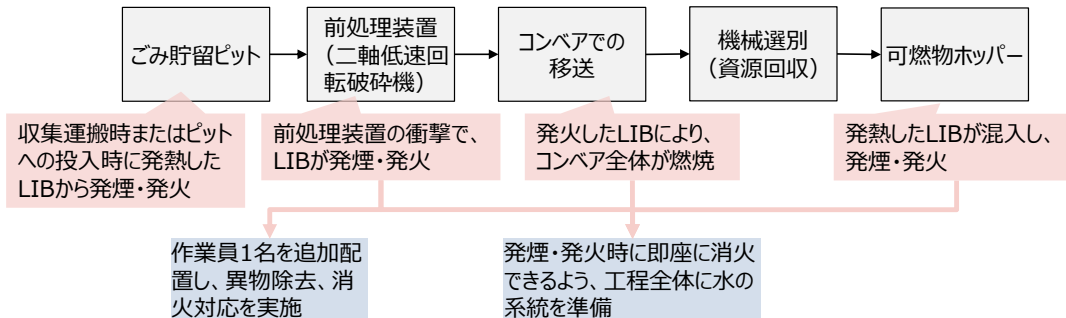 ごみ貯留ピット
前処理装置
（二軸低速回
転破砕機）
コンベアでの
移送
機械選別
（資源回収）
可燃物ホッパー
収集運搬時またはピット
への投入時に発熱した
LIBから発煙・発火
前処理装置の衝撃で、
LIBが発煙・発火
発火したLIBにより、
コンベア全体が燃焼
発熱したLIBが混入し、
発煙・発火
作業員1名を追加配
置し、異物除去、消
火対応を実施
発煙・発火時に即座に消火
できるよう、工程全体に水の
系統を準備